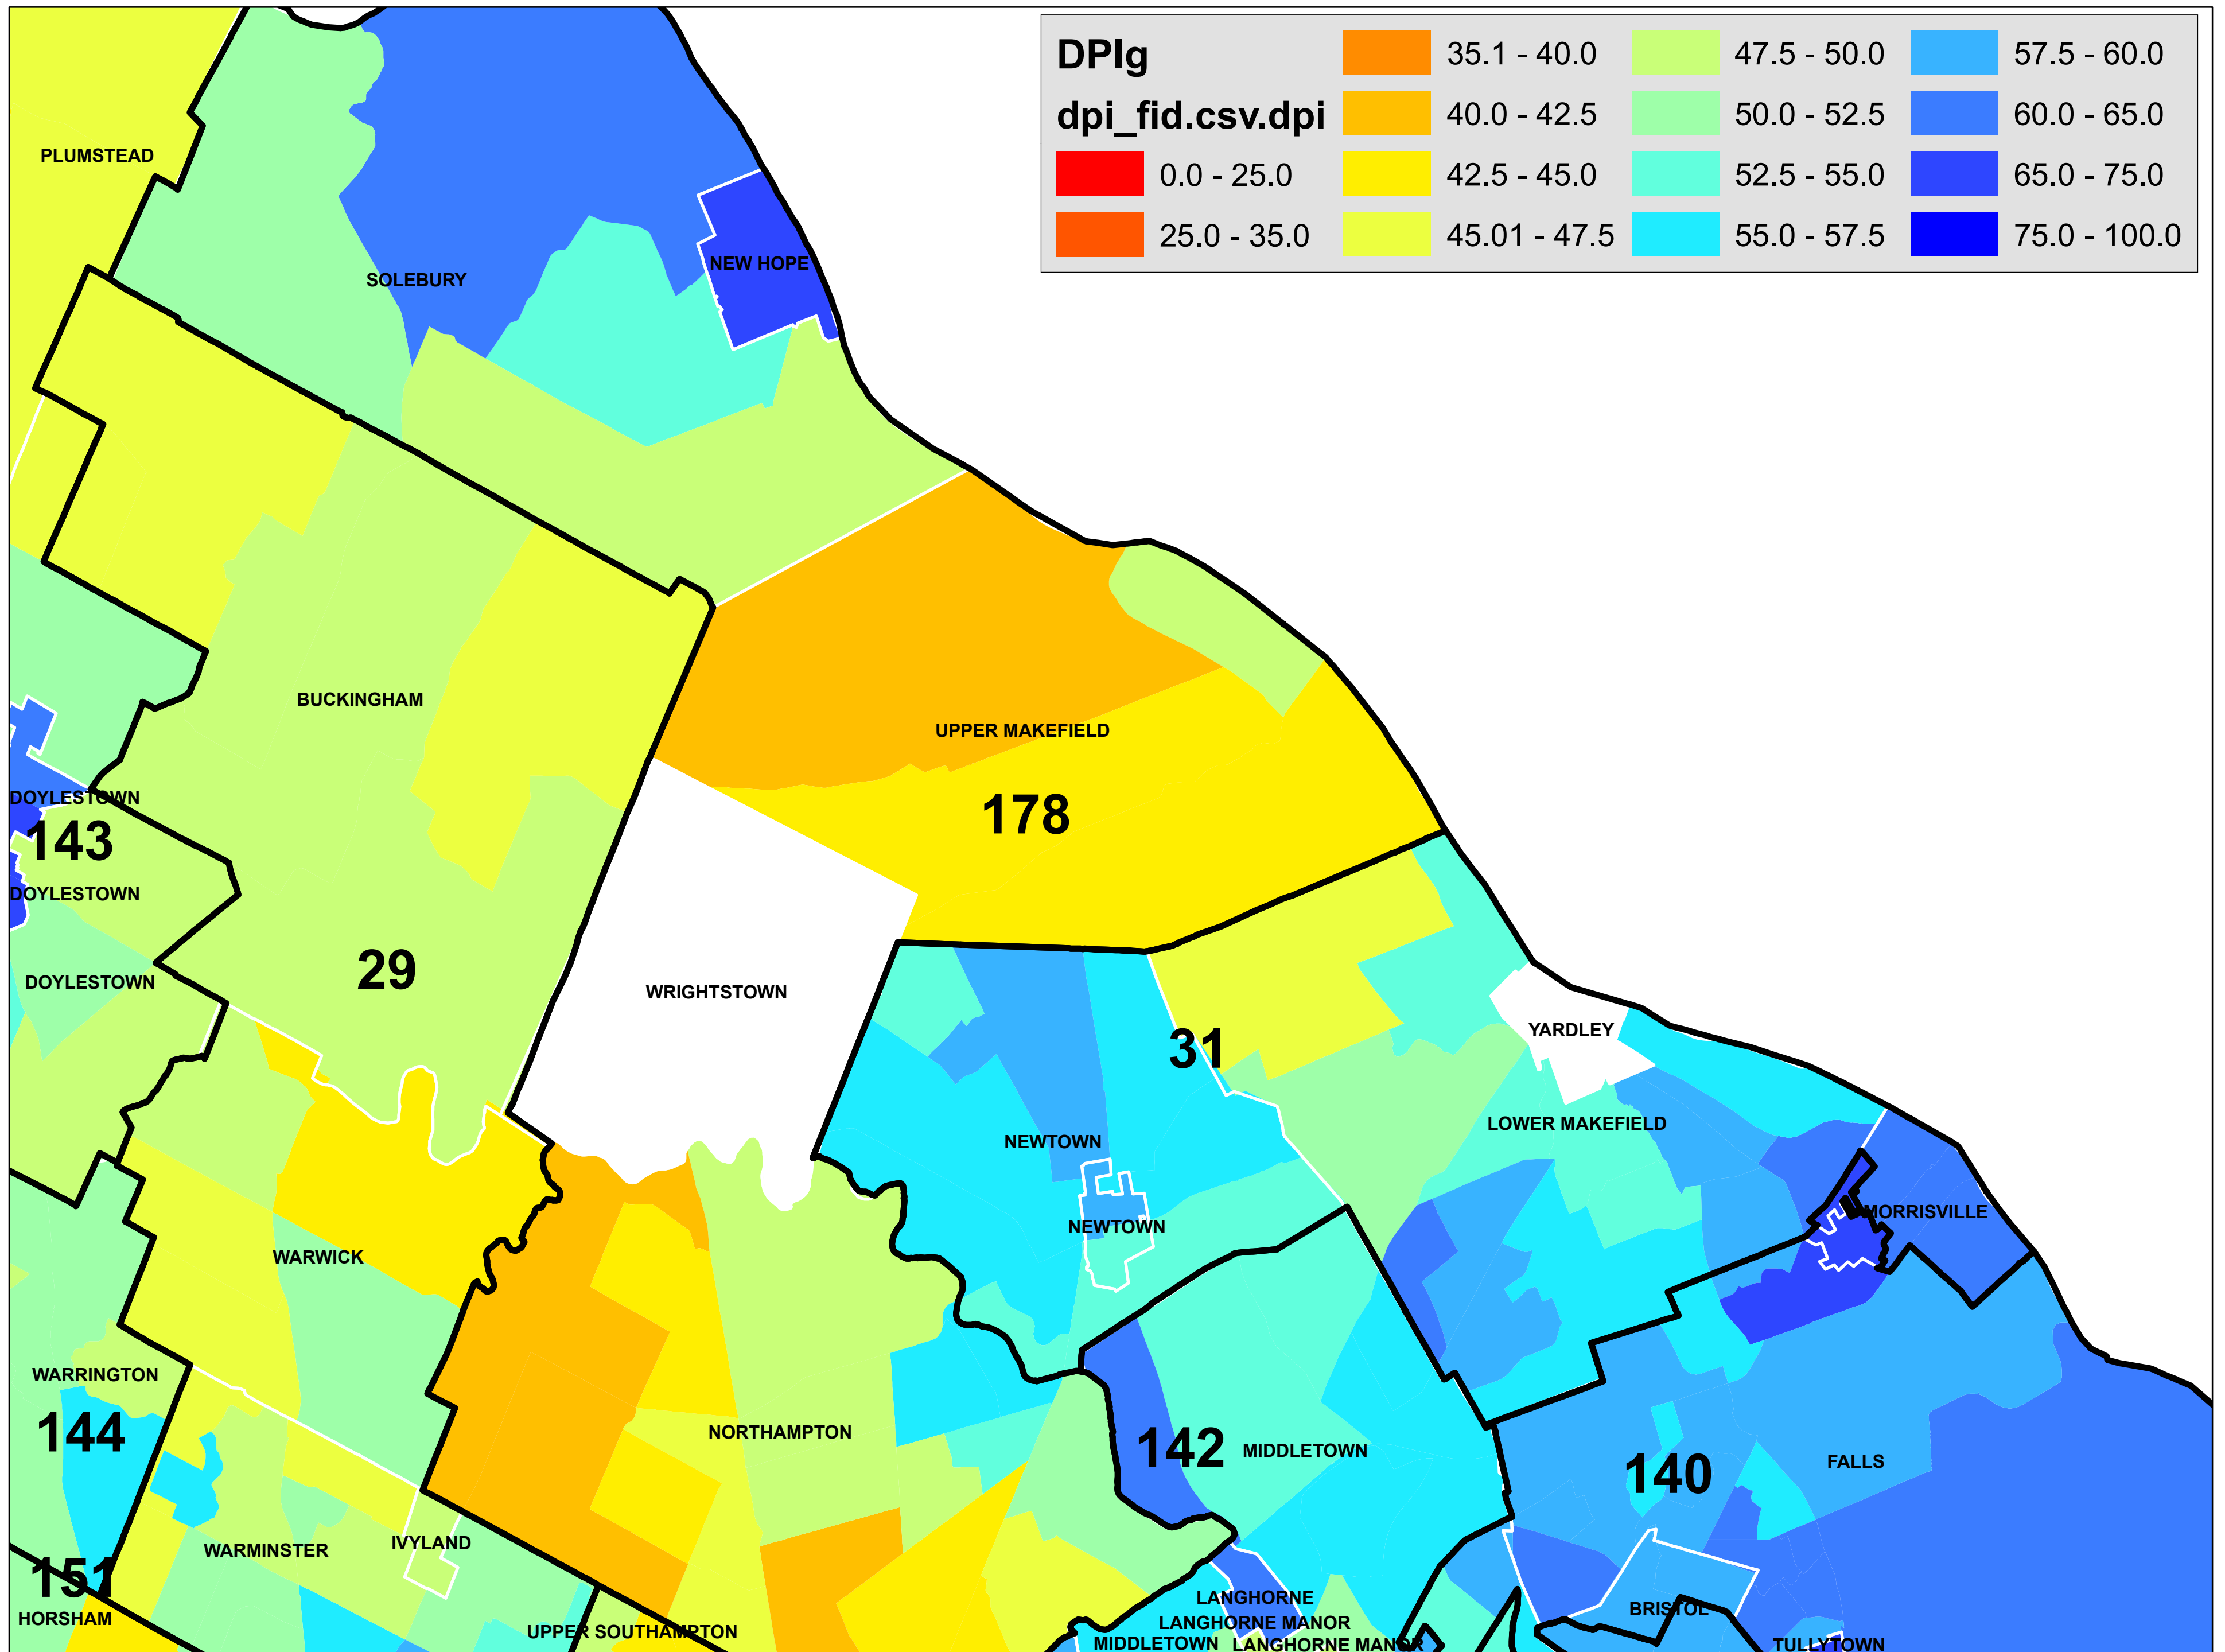 DPIg
dpi_fid.csv.dpi
0.0 - 25.0
25.0 - 35.0
35.1 - 40.0
40.0 - 42.5
42.5 - 45.0
45.01 - 47.5
47.5 - 50.0
50.0 - 52.5
52.5 - 55.0
55.0 - 57.5
57.5 - 60.0
60.0 - 65.0
65.0 - 75.0
75.0 - 100.0
PLUMSTEAD
SOLEBURY
NEW HOPE
BUCKINGHAM
UPPER MAKEFIELD
DOYLESTOWN
178
143
DOYLESTOWN
29
DOYLESTOWN
WRIGHTSTOWN
YARDLEY
31
LOWER MAKEFIELD
NEWTOWN
MORRISVILLE
NEWTOWN
WARWICK
WARRINGTON
144
NORTHAMPTON
142
MIDDLETOWN
FALLS
140
IVYLAND
WARMINSTER
151
LANGHORNE
BRISTOL
HORSHAM
LANGHORNE MANOR
UPPER SOUTHAMPTON
MIDDLETOWN
LANGHORNE MANOR
TULLYTOWN